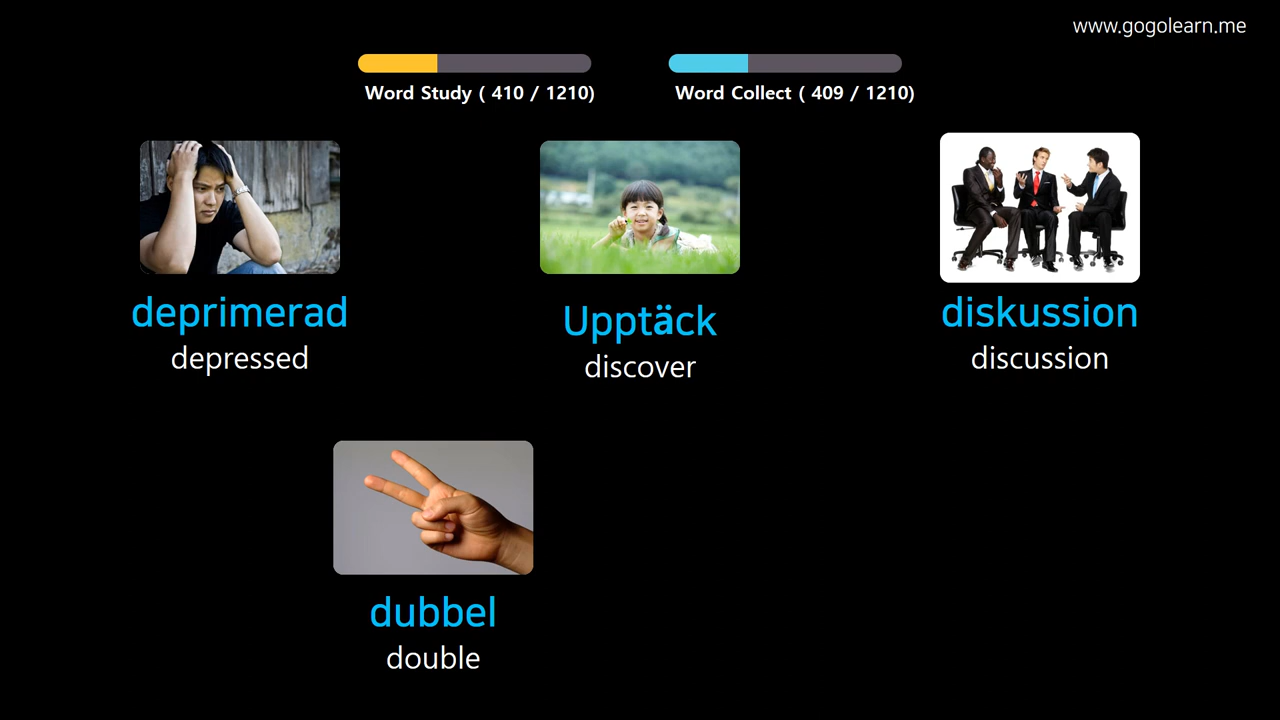 www.gogolearn.me
Word Study ( 410 / 1210)
Word Collect ( 409 / 1210)
deprimerad
depressed
Upptäck
discover
diskussion
discussion
dubbel
double